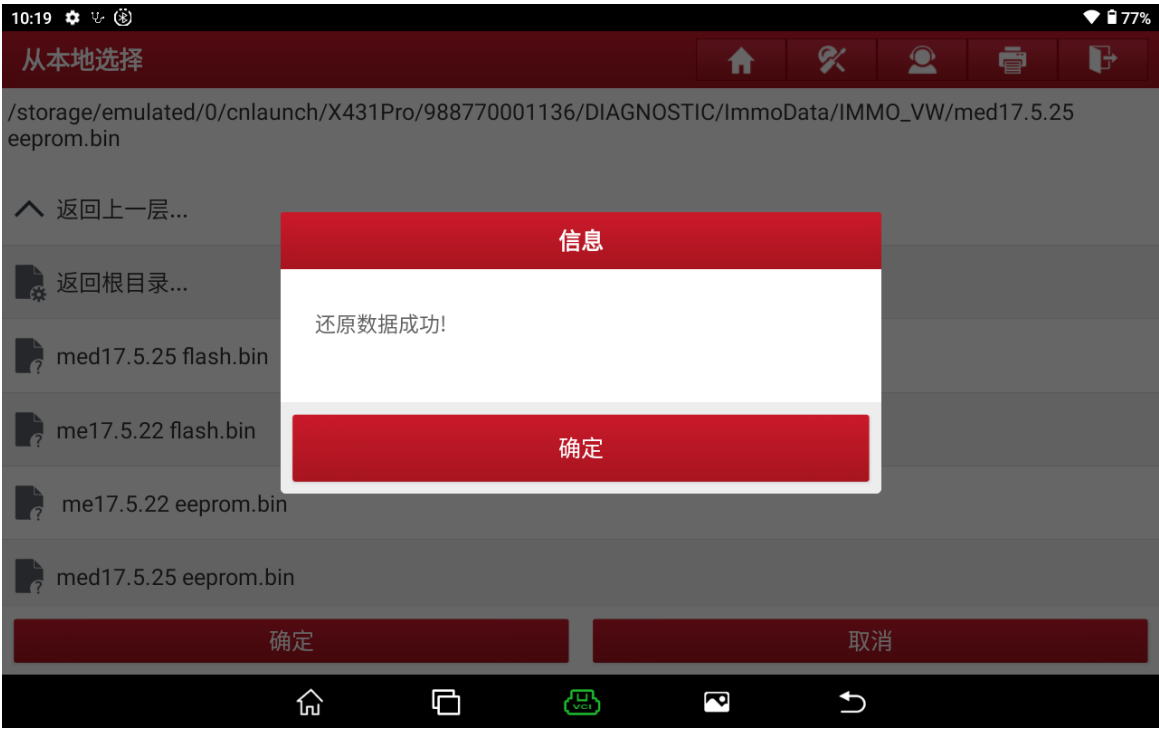 10:19
77%
从本地选择
/storage/emulated/0/cnlaunch/X431Pro/988770001136/DIAGNOSTIC/ImmoData/IMMO_VW/med17.5.25
eeprom.bin
返回上一层...
信息
返回根目录...
还原数据成功!
med17.5.25 flash.bin
me17.5.22 flash.bin
确定
me17.5.22 eeprom.bin
med17.5.25 eeprom.bin
确定
取消
VCI